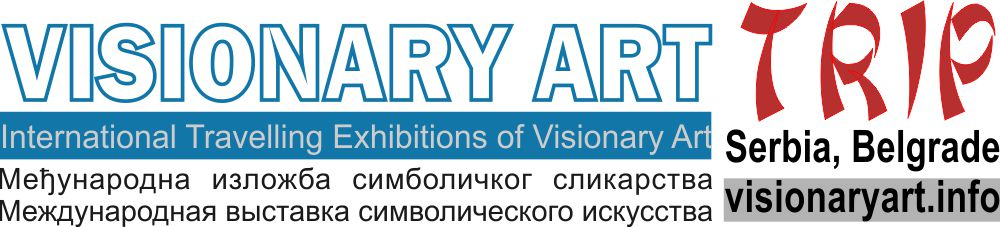 VISIONARY ART
International Travelling Exhibitions of Visionary Art
Међународна изложба симболичког сликарства
Международная выставка символического искусства
TRIP
Serbia, Belgrade
visionaryart.info